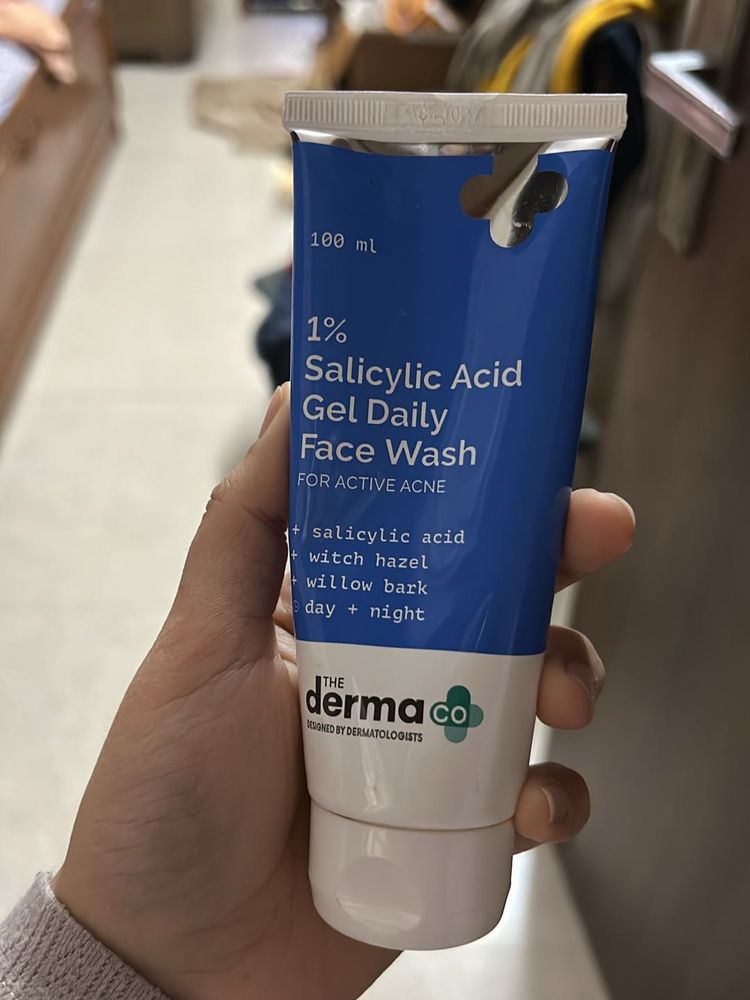 100 ml
1%
Salicylic Acid
Gel Daily
Face Wash
FOR ACTIVE ACNE
+ salicylic acid
+ witch hazel
+ willow bark
day + night
THE
derma co
DESIGNED BY DERMATOLOGISTS